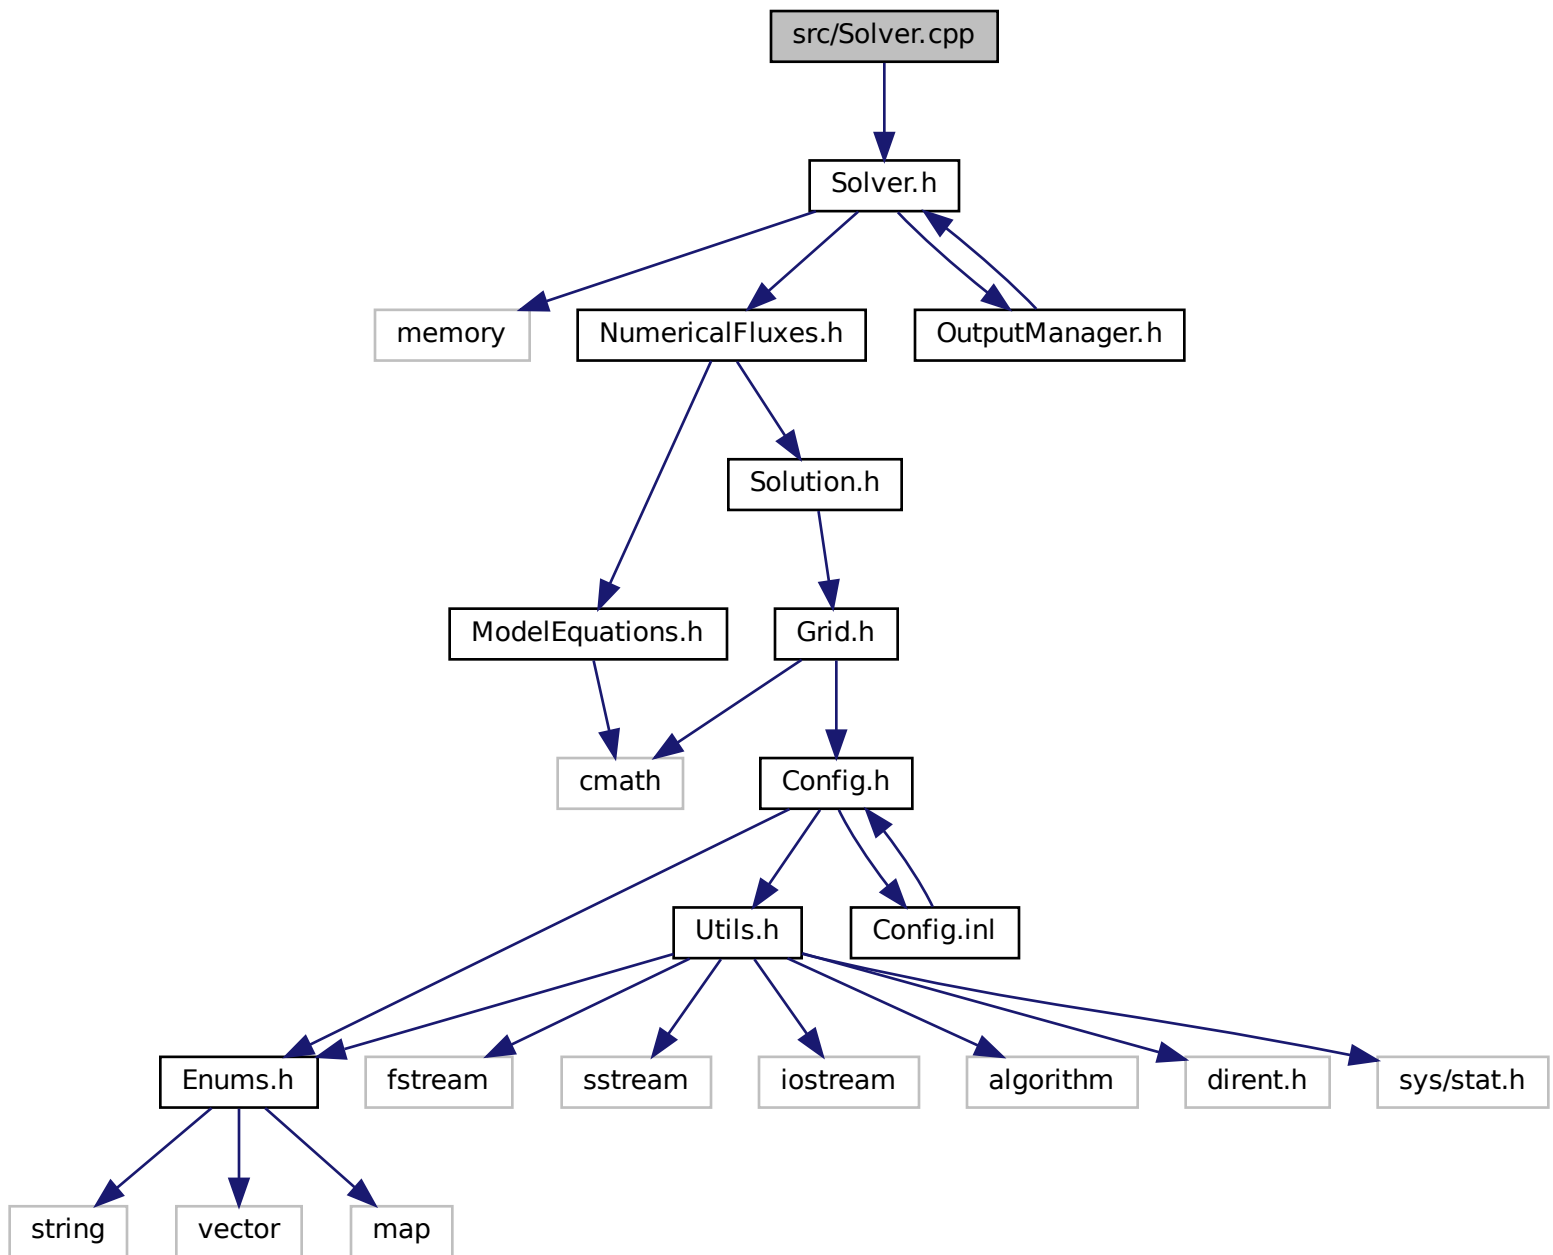 src/Solver.cpp
Solver.h
memory
NumericalFluxes.h
OutputManager.h
Solution.h
ModelEquations.h
Grid.h
cmath
Config.h
Utils.h
Config.inl
Enums.h
fstream
sstream
iostream
algorithm
dirent.h
sys/stat.h
string
vector
map